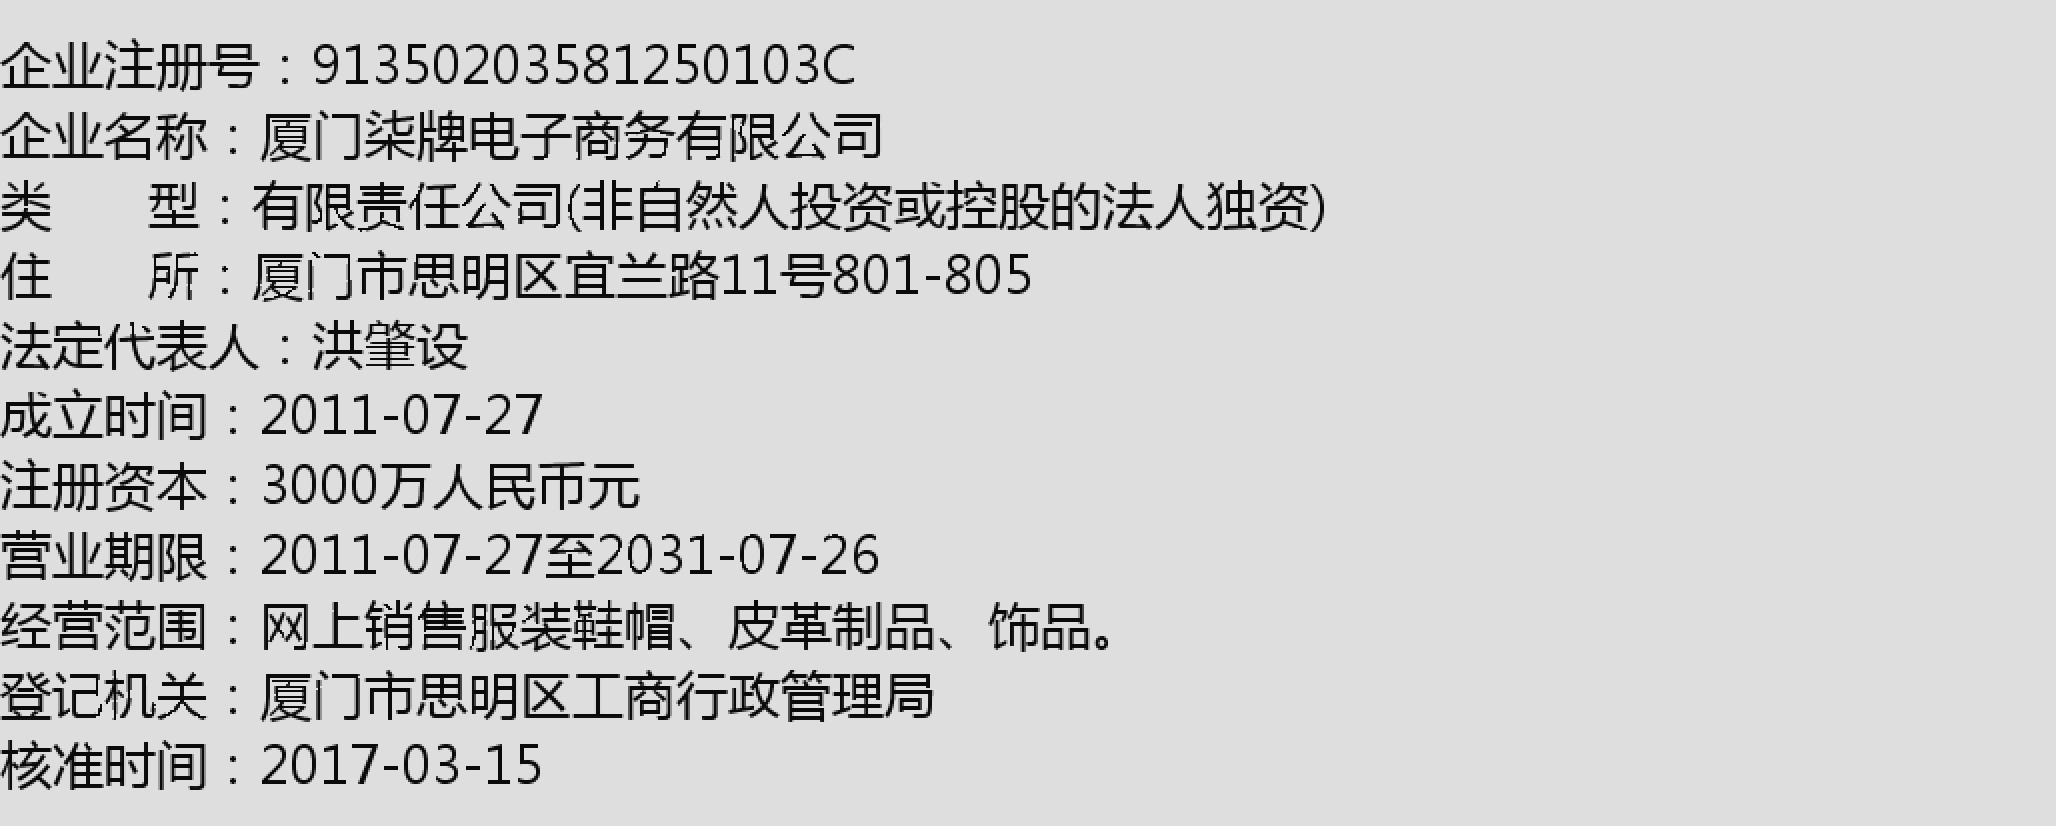 企业注册号：91350203581250103C
企业名称：厦门柒牌电子商务有限公司
类　　型：有限责任公司(非自然人投资或控股的法人独资)
住　　所：厦门市思明区宜兰路11号801-805
法定代表人：洪肇设
成立时间：2011-07-27
注册资本：3000万人民币元
营业期限：2011-07-27至2031-07-26
经营范围：网上销售服装鞋帽、皮革制品、饰品。
登记机关：厦门市思明区工商行政管理局
核准时间：2017-03-15